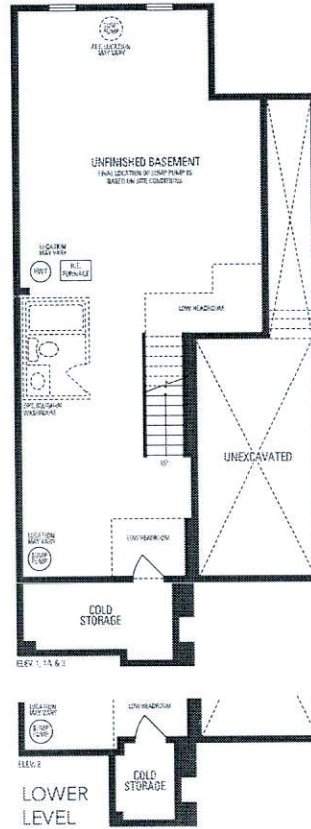 SUMP
PUMP
ALT. LOCATION
MAY VARY
UNFINISHED BASEMENT
FINAL LOCATION OF SUMP PUMP IS
BASED ON SITE CONDITIONS
LOCATION
MAY VARY
HWT
H.E.
FURNACE
LOW HEADROOM
OPT. ROUGH-IN
WASHROOM
UP
UNEXCAVATED
LOCATION
MAY VARY
SUMP
PUMP
LOW HEADROOM
COLD
STORAGE
ELEV. 1, 1A & 3
LOCATION
MAY VARY
SUMP
PUMP
LOW HEADROOM
ELEV. 2
COLD
STORAGE
LOWER
LEVEL